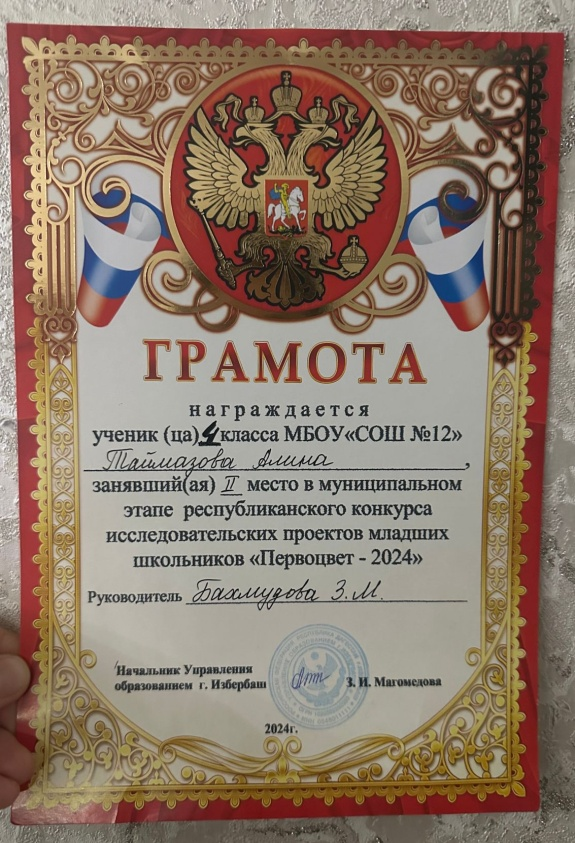 ГРАМОТА
награждается
ученик (ца) 4 класса МБОУ«СОШ №12»
Таймазова Алина,
занявший(ая) II место в муниципальном
этапе республиканского конкурса
исследовательских проектов младших
школьников «Первоцвет - 2024»
Руководитель Бахмудова З.М.
Начальник Управления
образованием г. Избербаш З. И. Магомедова
2024г.